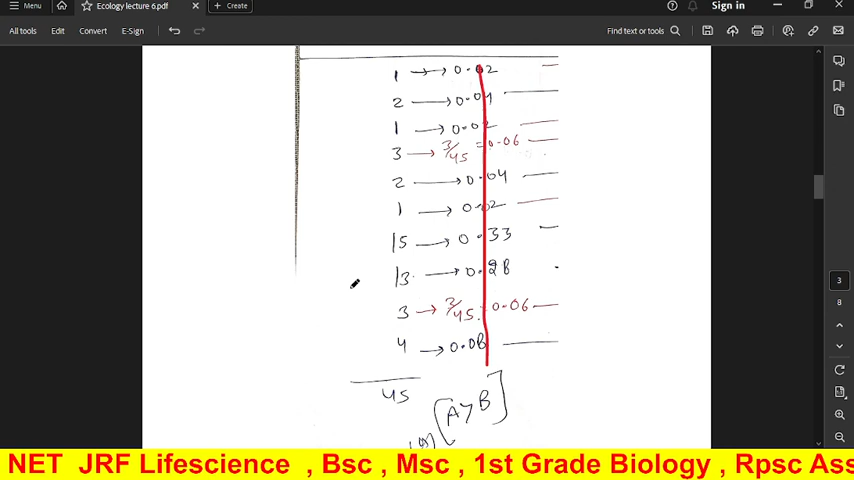 Menu
Ecology lecture 6.pdf
Create
Sign in
All tools
Edit
Convert
E-Sign
Find text or tools
1 → 0.02
2 → 0.04
1 → 0.02
3 → 3/45 = 0.06
2 → 0.04
1 → 0.02
15 → 0.33
13 → 0.28
3 → 3/45 = 0.06
4 → 0.08
45
[A > B]
3
8
NET JRF Lifescience , Bsc , Msc , 1st Grade Biology , Rpsc Ass